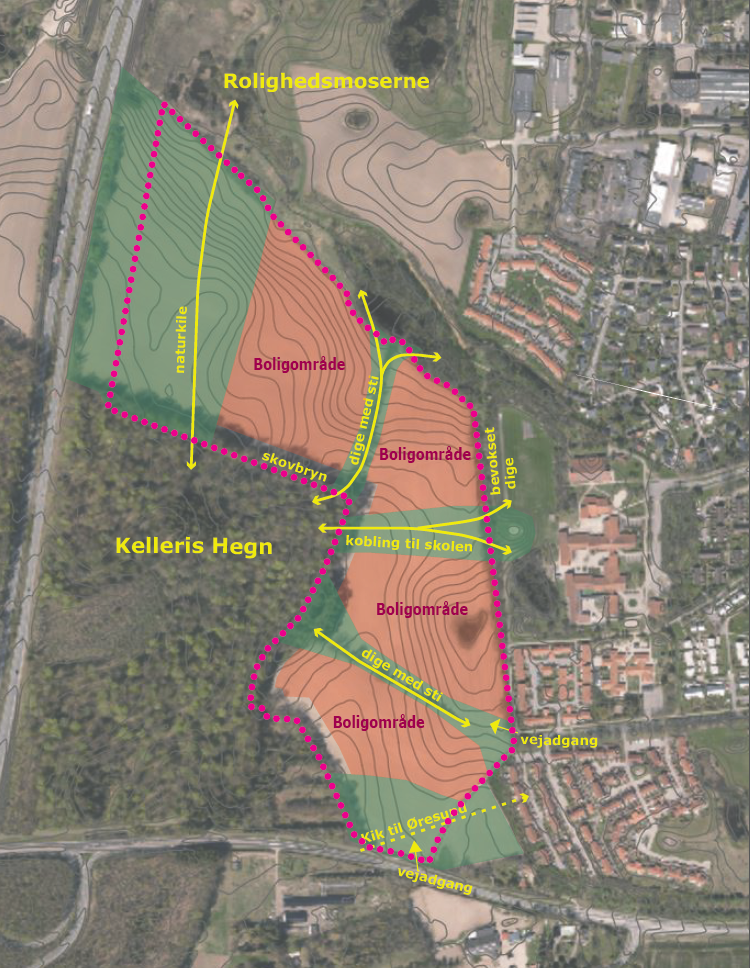 Rolighedsmoserne
naturkile
Boligområde
dige med sti
Boligområde
bevokset
dige
skovbryn
Kelleris Hegn
kobling til skolen
Boligområde
dige med sti
Boligområde
vejadgang
Kik til Øresund
vejadgang